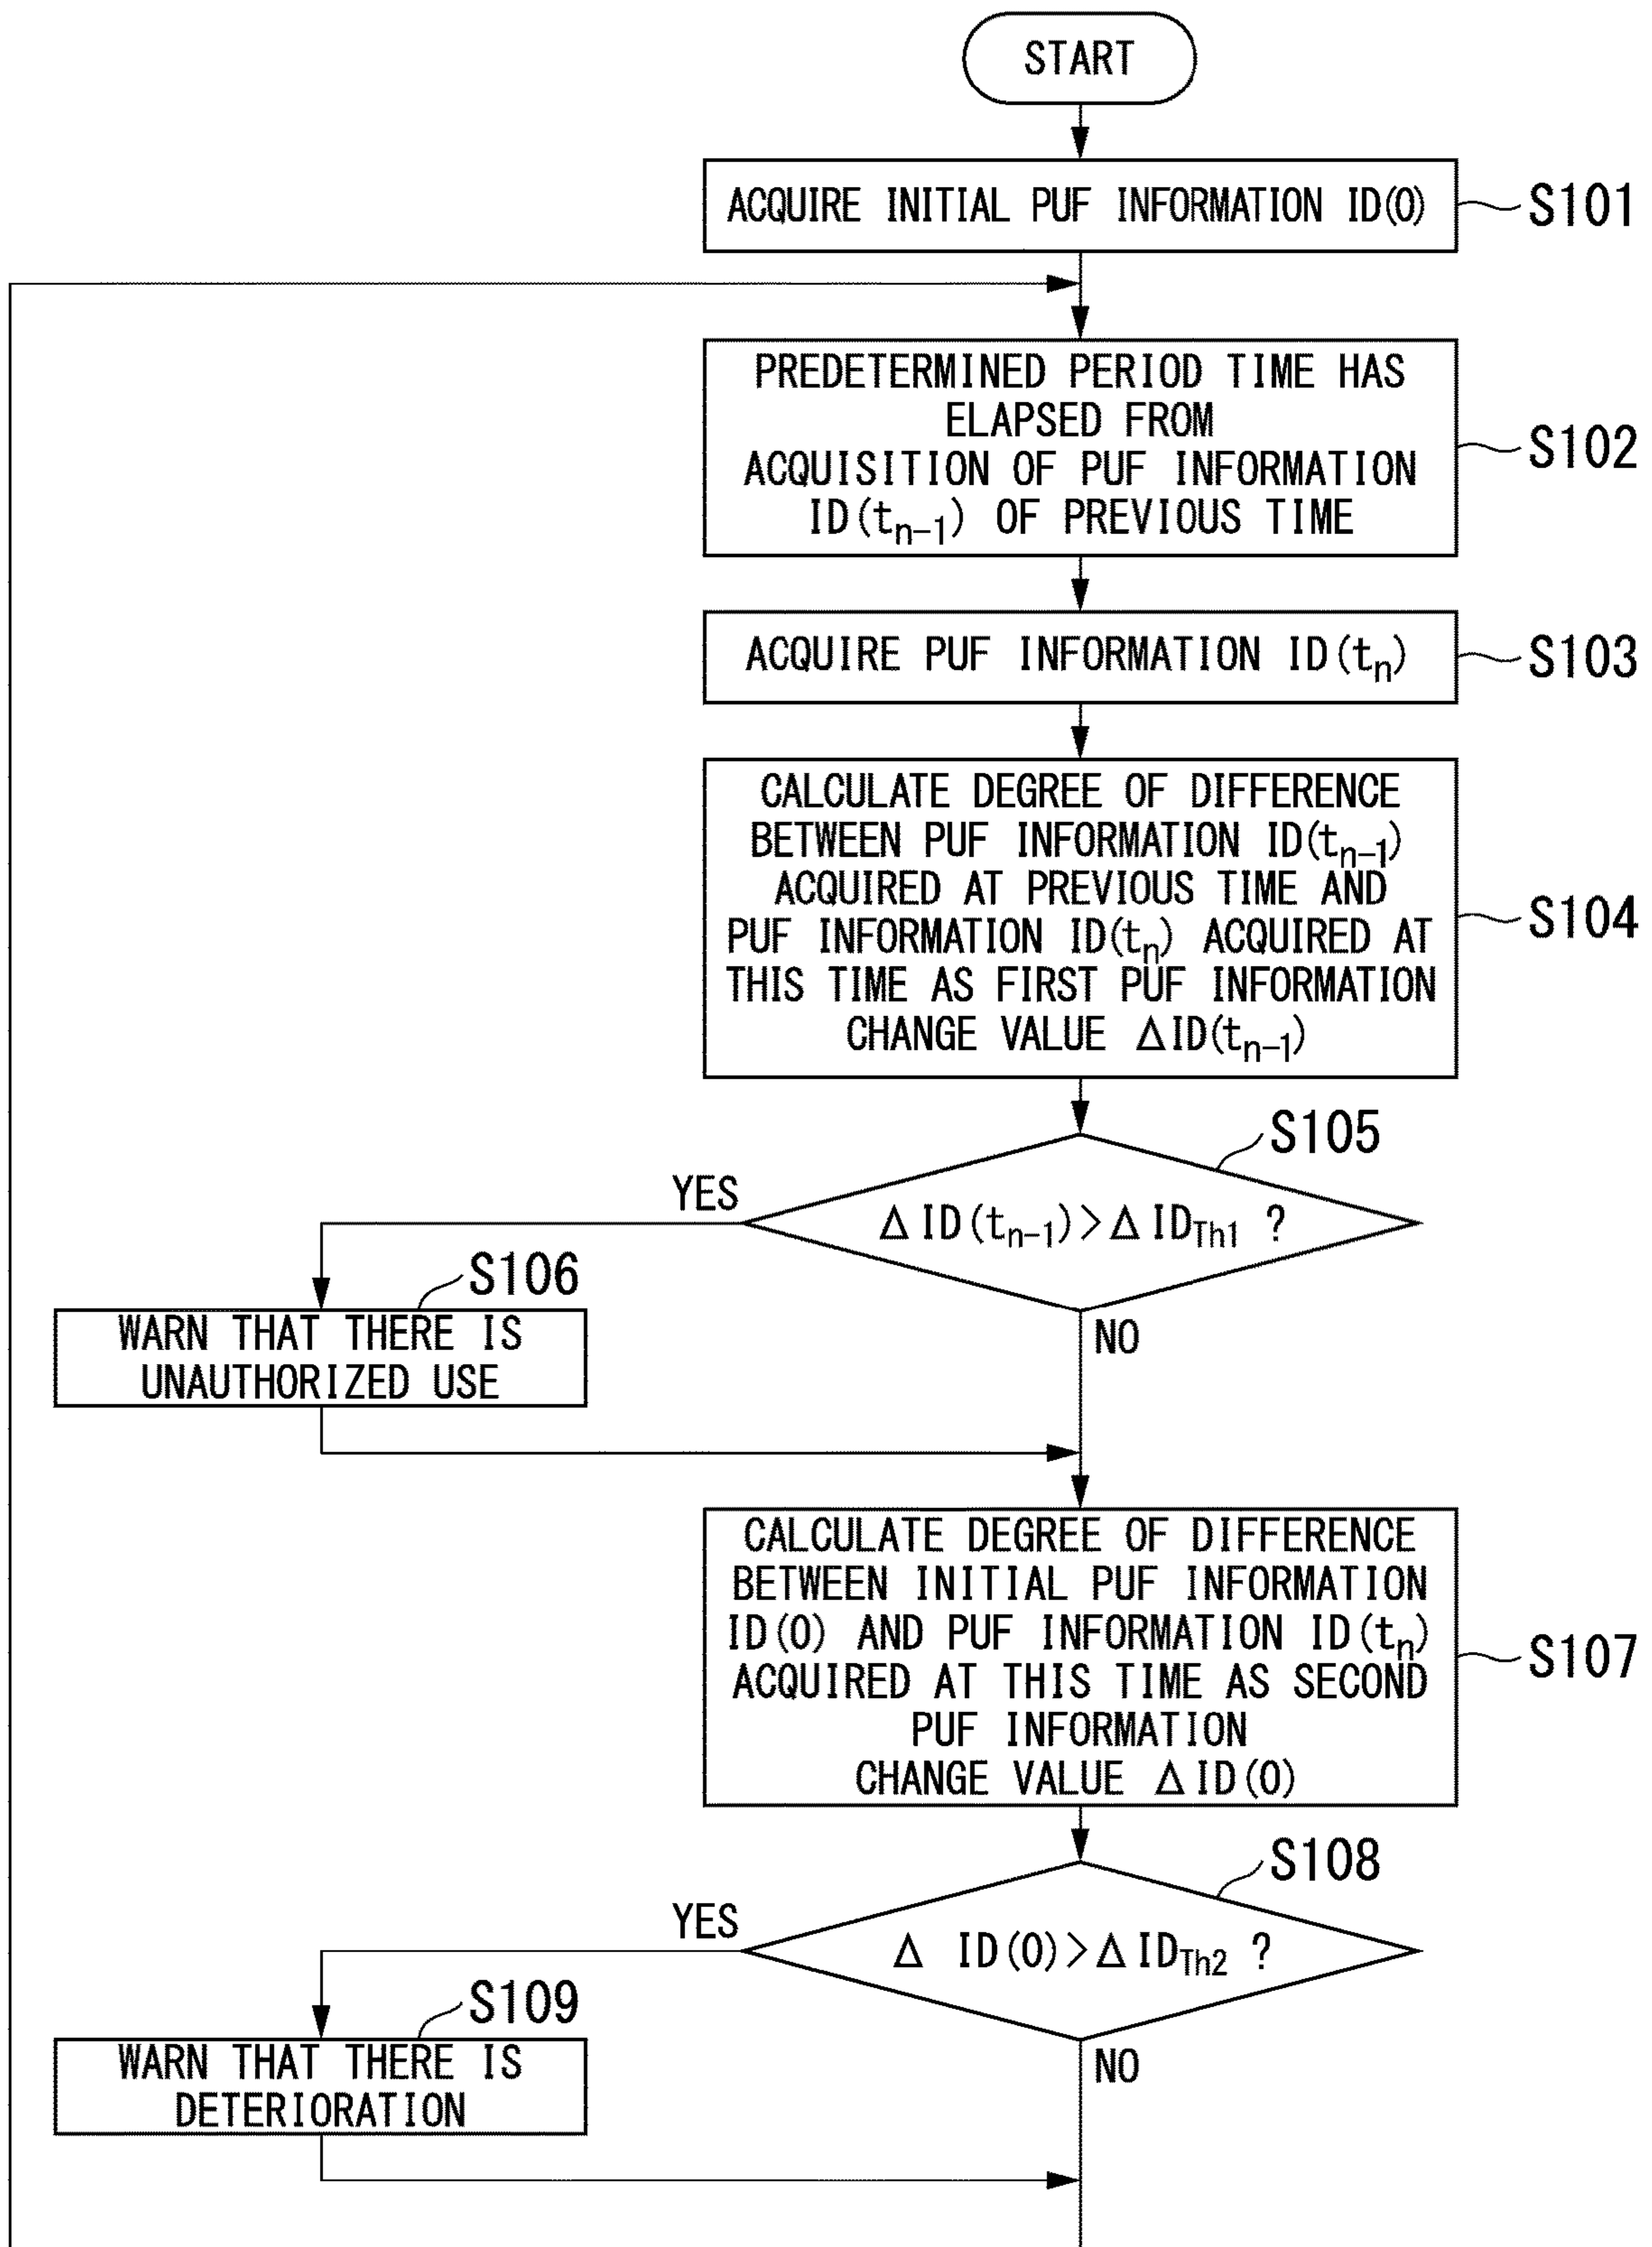 START
ACQUIRE INITIAL PUF INFORMATION ID(0)
S101
PREDETERMINED PERIOD TIME HAS
ELAPSED FROM
ACQUISITION OF PUF INFORMATION
ID(tn-1) OF PREVIOUS TIME
S102
ACQUIRE PUF INFORMATION ID(tn)
S103
CALCULATE DEGREE OF DIFFERENCE
BETWEEN PUF INFORMATION ID(tn-1)
ACQUIRED AT PREVIOUS TIME AND
PUF INFORMATION ID(tn) ACQUIRED AT
THIS TIME AS FIRST PUF INFORMATION
CHANGE VALUE ΔID(tn-1)
S104
S105
ΔID(tn-1)>ΔIDTh1 ?
YES
NO
S106
WARN THAT THERE IS
UNAUTHORIZED USE
CALCULATE DEGREE OF DIFFERENCE
BETWEEN INITIAL PUF INFORMATION
ID(0) AND PUF INFORMATION ID(tn)
ACQUIRED AT THIS TIME AS SECOND
PUF INFORMATION
CHANGE VALUE ΔID(0)
S107
S108
Δ ID(0)>ΔIDTh2 ?
YES
NO
S109
WARN THAT THERE IS
DETERIORATION